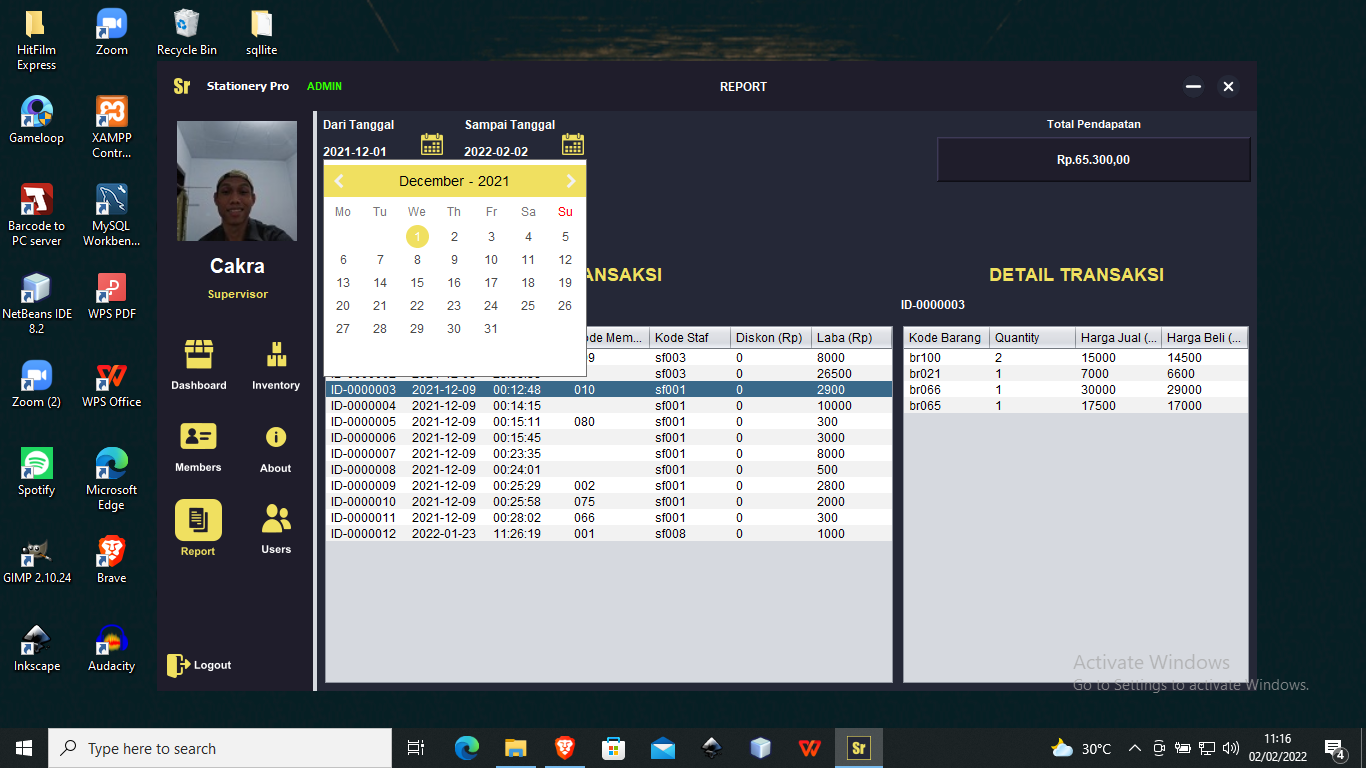 HitFilm
Express
Zoom
Recycle Bin
sqllite
Gameloop
XAMPP
Contr...
Barcode to
PC server
MySQL
Workben...
NetBeans IDE
8.2
WPS PDF
Zoom (2)
WPS Office
Spotify
Microsoft
Edge
GIMP 2.10.24
Brave
Inkscape
Audacity
Sr Stationery Pro ADMIN
REPORT
Cakra
Supervisor
Dashboard
Inventory
Members
About
Report
Users
Logout
Dari Tanggal
Sampai Tanggal
2021-12-01
2022-02-02
Total Pendapatan
Rp.65.300,00
December - 2021
Mo Tu We Th Fr Sa Su
1 2 3 4 5
6 7 8 9 10 11 12
13 14 15 16 17 18 19
20 21 22 23 24 25 26
27 28 29 30 31
ANSAKSI
DETAIL TRANSAKSI
ID-0000003
Mem... Kode Staf Diskon (Rp) Laba (Rp)
sf003 0 8000
sf003 0 26500
ID-0000003 2021-12-09 00:12:48 010 sf001 0 2900
ID-0000004 2021-12-09 00:14:15 sf001 0 10000
ID-0000005 2021-12-09 00:15:11 080 sf001 0 300
ID-0000006 2021-12-09 00:15:45 sf001 0 3000
ID-0000007 2021-12-09 00:23:35 sf001 0 8000
ID-0000008 2021-12-09 00:24:01 sf001 0 500
ID-0000009 2021-12-09 00:25:29 002 sf001 0 2800
ID-0000010 2021-12-09 00:25:58 075 sf001 0 2000
ID-0000011 2021-12-09 00:28:02 066 sf001 0 300
ID-0000012 2022-01-23 11:26:19 001 sf008 0 1000
Kode Barang Quantity Harga Jual (... Harga Beli (...
br100 2 15000 14500
br021 1 7000 6600
br066 1 30000 29000
br065 1 17500 17000
Activate Windows
Go to Settings to activate Windows.
Type here to search
Sr
30°C
11:16
02/02/2022
4